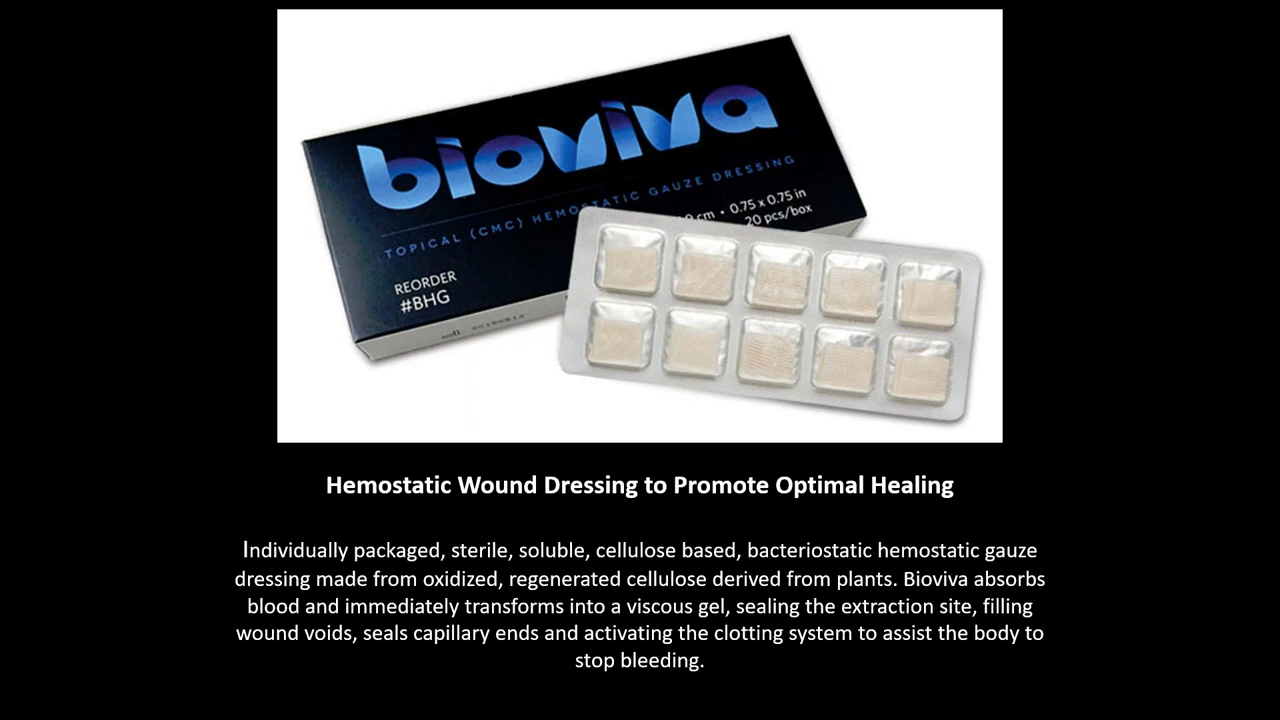 bioviva
TOPICAL (CMC) HEMOSTATIC GAUZE DRESSING
cm • 0.75 x 0.75 in
20 pcs/box
REORDER
#BHG
Hemostatic Wound Dressing to Promote Optimal Healing
Individually packaged, sterile, soluble, cellulose based, bacteriostatic hemostatic gauze
dressing made from oxidized, regenerated cellulose derived from plants. Bioviva absorbs
blood and immediately transforms into a viscous gel, sealing the extraction site, filling
wound voids, seals capillary ends and activating the clotting system to assist the body to
stop bleeding.